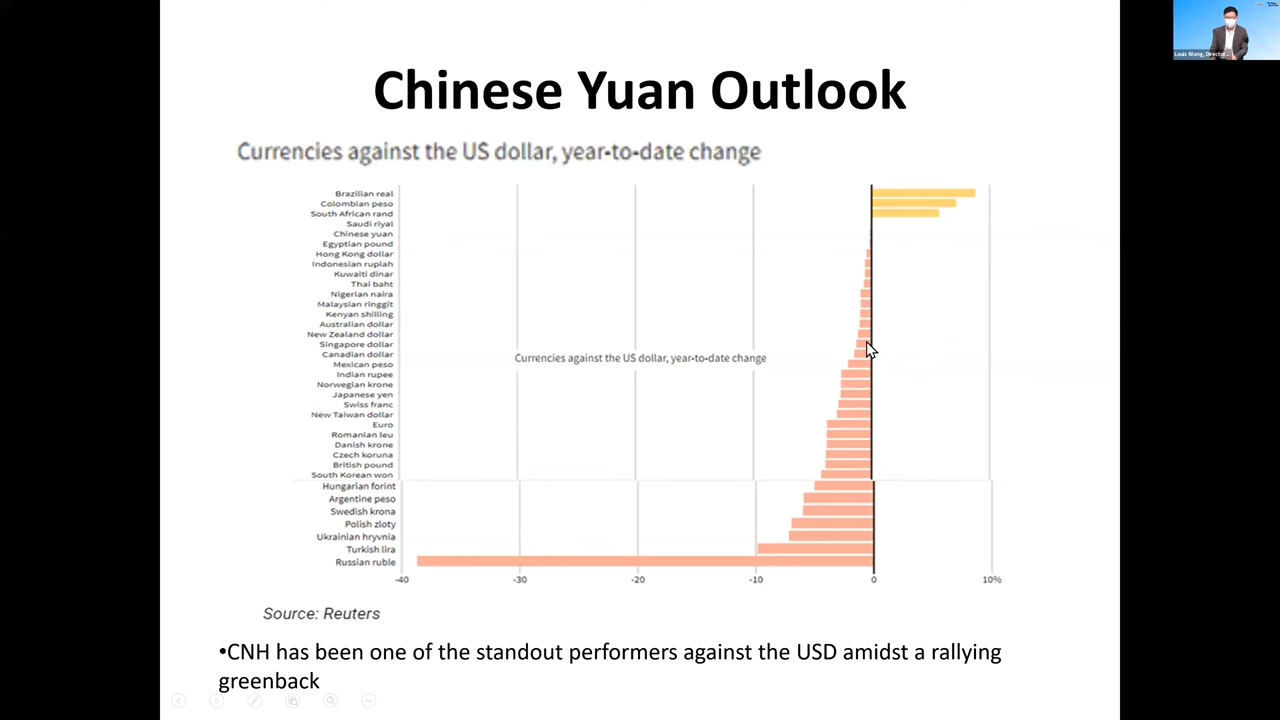 Louis Wong, Director...
Chinese Yuan Outlook
Currencies against the US dollar, year-to-date change
Brazilian real
Colombian peso
South African rand
Saudi riyal
Chinese yuan
Egyptian pound
Hong Kong dollar
Indonesian rupiah
Kuwaiti dinar
Thai baht
Nigerian naira
Malaysian ringgit
Kenyan shilling
Australian dollar
New Zealand dollar
Singapore dollar
Canadian dollar
Currencies against the US dollar, year-to-date change
Mexican peso
Indian rupee
Norwegian krone
Japanese yen
Swiss franc
New Taiwan dollar
Euro
Romanian leu
Danish krone
Czech koruna
British pound
South Korean won
Hungarian forint
Argentine peso
Swedish krona
Polish zloty
Ukrainian hryvnia
Turkish lira
Russian ruble
-40 -30 -20 -10 0 10%
Source: Reuters
•CNH has been one of the standout performers against the USD amidst a rallying
greenback